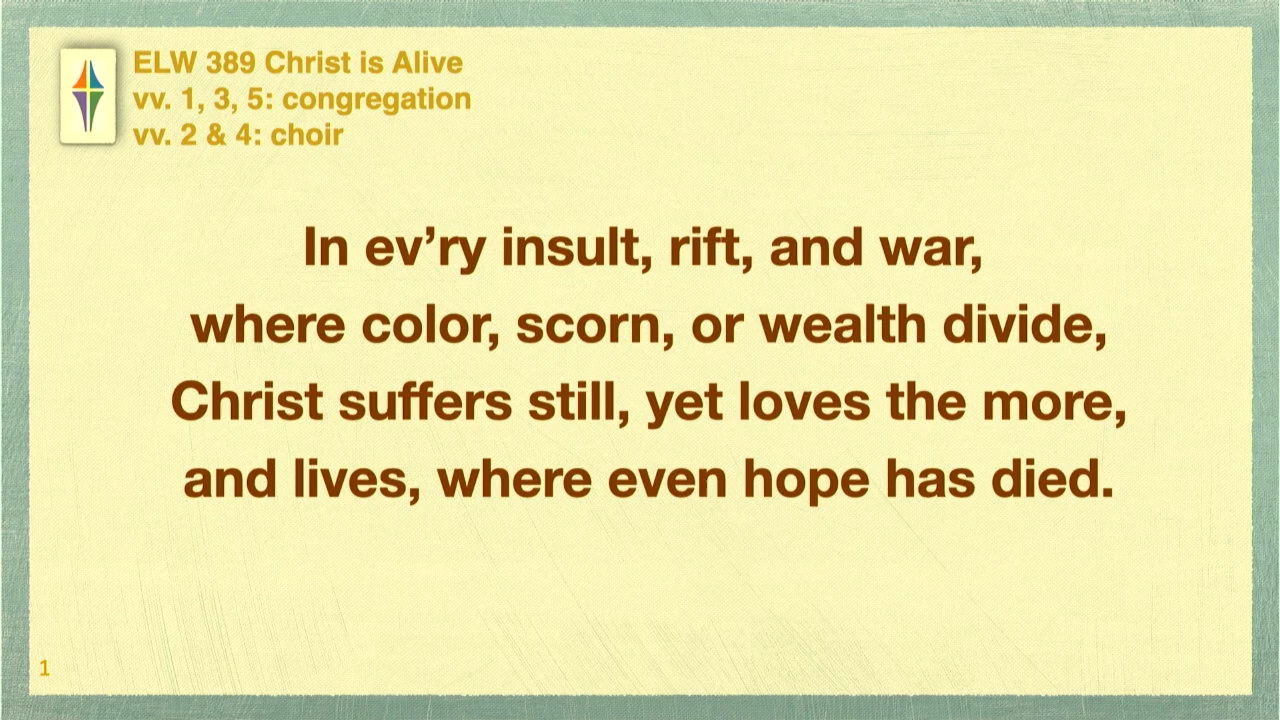 ELW 389 Christ is Alive
vv. 1, 3, 5: congregation
vv. 2 & 4: choir
In ev’ry insult, rift, and war,
where color, scorn, or wealth divide,
Christ suffers still, yet loves the more,
and lives, where even hope has died.
1